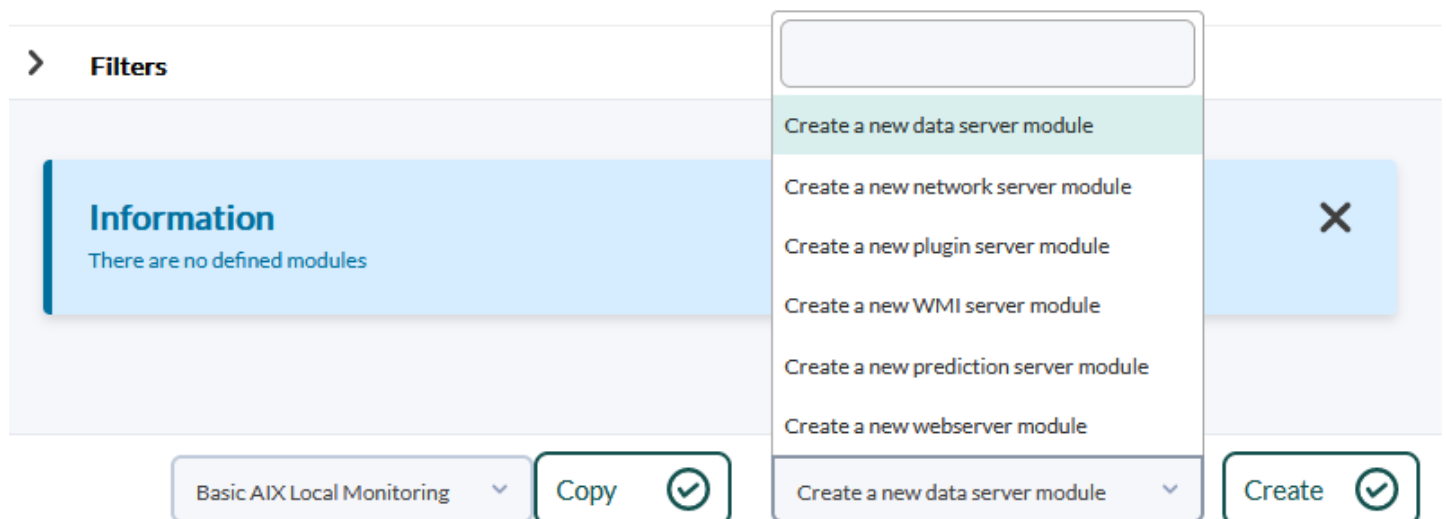 Filters
Information
There are no defined modules
Create a new data server module
Create a new network server module
Create a new plugin server module
Create a new WMI server module
Create a new prediction server module
Create a new webserver module
Basic AIX Local Monitoring
Copy
Create a new data server module
Create